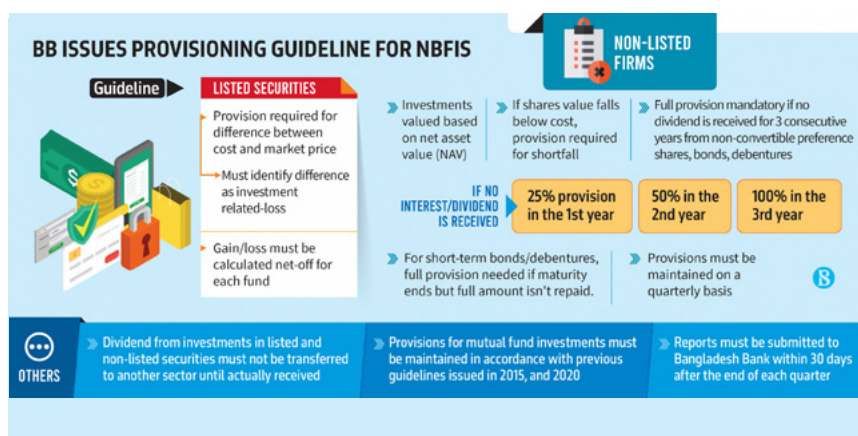 BB ISSUES PROVISIONING GUIDELINE FOR NBFIS
Guideline
LISTED SECURITIES
Provision required for
difference between
cost and market price
Must identify difference
as investment
related-loss
Gain/loss must be
calculated net-off for
each fund
NON-LISTED
FIRMS
Investments
valued based
on net asset
value (NAV)
If shares value falls
below cost,
provision required
for shortfall
Full provision mandatory if no
dividend is received for 3 consecutive
years from non-convertible preference
shares, bonds, debentures
IF NO
INTEREST/DIVIDEND
IS RECEIVED
25% provision
in the 1st year
50% in the
2nd year
100% in the
3rd year
For short-term bonds/debentures,
full provision needed if maturity
ends but full amount isn't repaid.
Provisions must be
maintained on a
quarterly basis
OTHERS
Dividend from investments in listed and
non-listed securities must not be transferred
to another sector until actually received
Provisions for mutual fund investments must
be maintained in accordance with previous
guidelines issued in 2015, and 2020
Reports must be submitted to
Bangladesh Bank within 30 days
after the end of each quarter